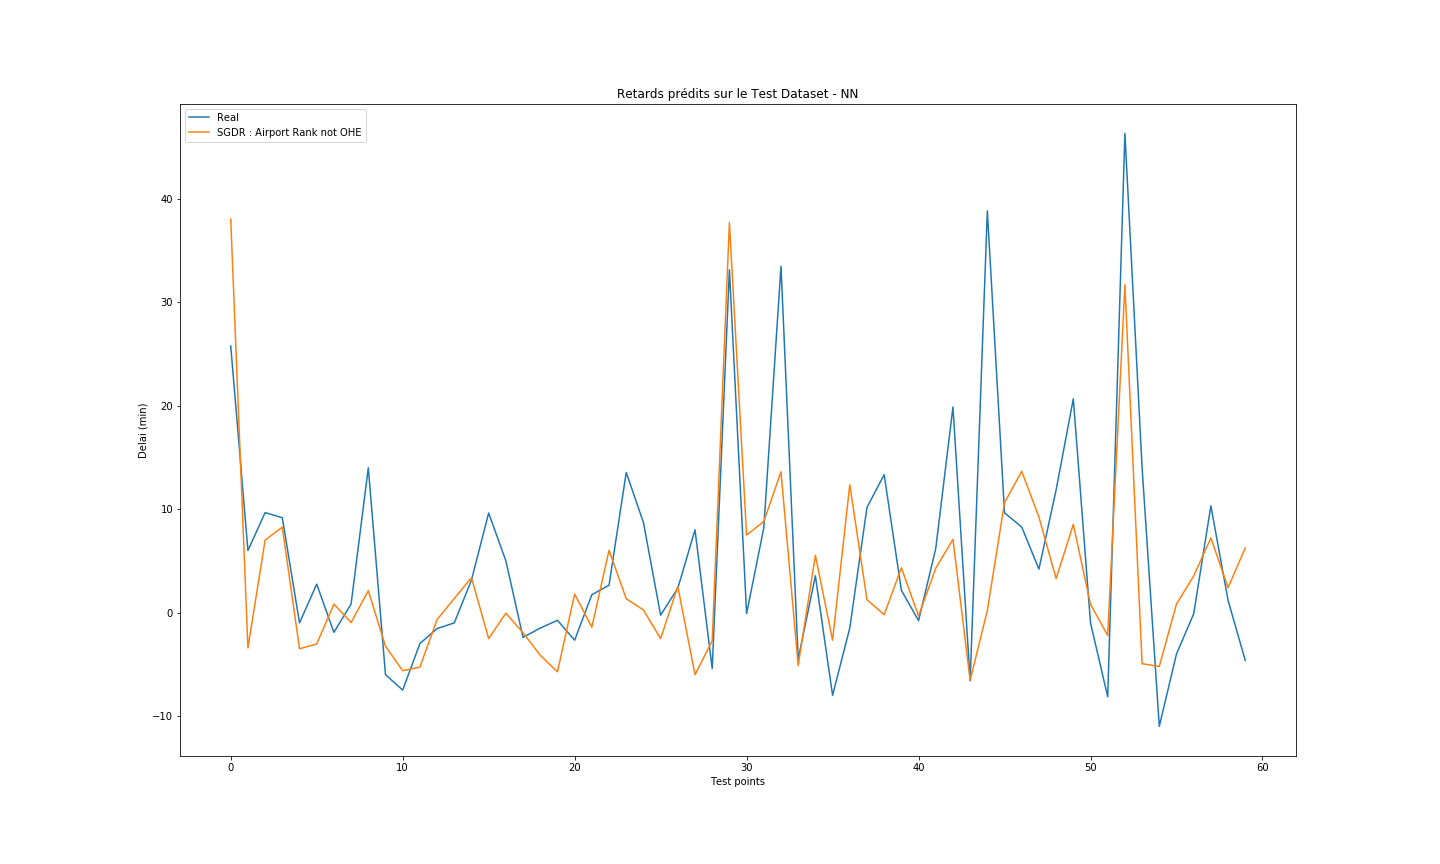 Retards prédits sur le Test Dataset - NN
Real
SGDR : Airport Rank not OHE
40
30
20
10
0
−10
Delai (min)
0 10 20 30 40 50 60
Test points